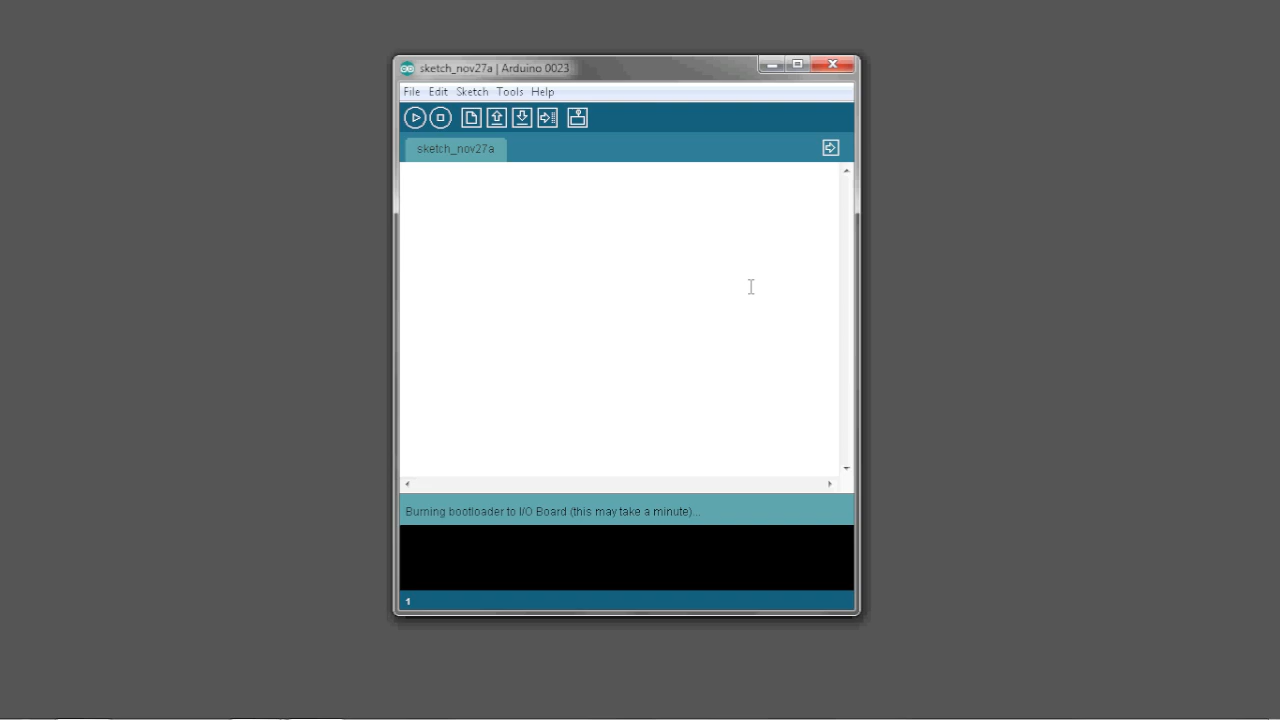 sketch_nov27a | Arduino 0023
File Edit Sketch Tools Help
sketch_nov27a
Burning bootloader to I/O Board (this may take a minute)...
1